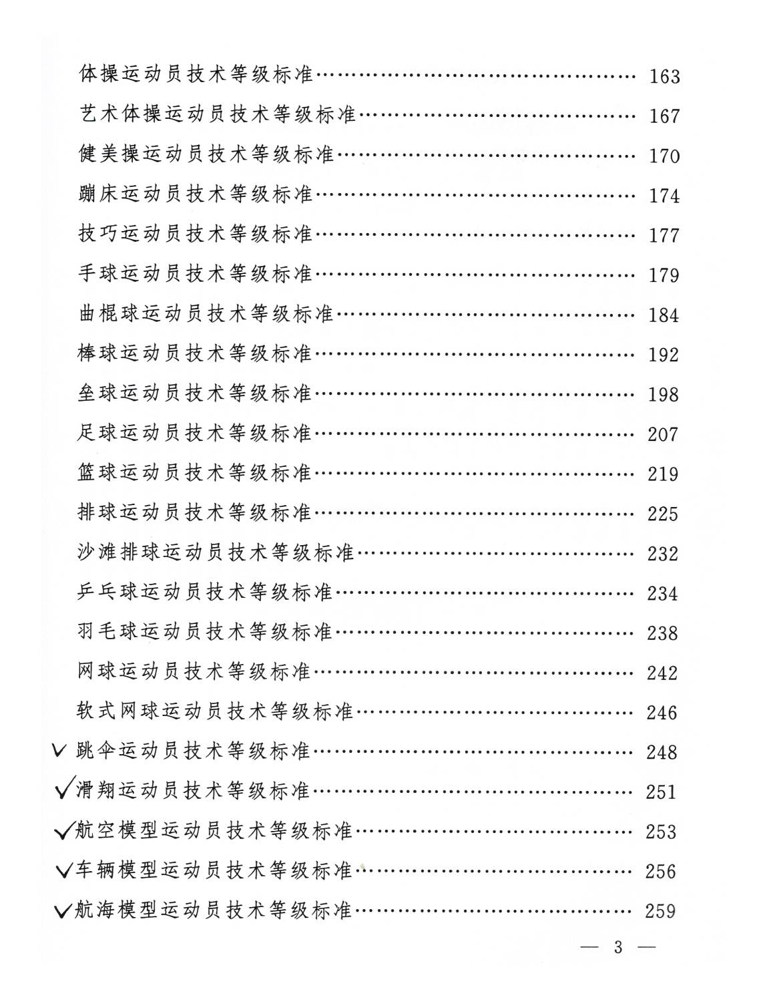 体操运动员技术等级标准…………………………………… 163
艺术体操运动员技术等级标准……………………………… 167
健美操运动员技术等级标准………………………………… 170
蹦床运动员技术等级标准…………………………………… 174
技巧运动员技术等级标准…………………………………… 177
手球运动员技术等级标准…………………………………… 179
曲棍球运动员技术等级标准………………………………… 184
棒球运动员技术等级标准…………………………………… 192
垒球运动员技术等级标准…………………………………… 198
足球运动员技术等级标准…………………………………… 207
篮球运动员技术等级标准…………………………………… 219
排球运动员技术等级标准…………………………………… 225
沙滩排球运动员技术等级标准……………………………… 232
乒乓球运动员技术等级标准………………………………… 234
羽毛球运动员技术等级标准………………………………… 238
网球运动员技术等级标准…………………………………… 242
软式网球运动员技术等级标准……………………………… 246
✓ 跳伞运动员技术等级标准…………………………………… 248
✓ 滑翔运动员技术等级标准…………………………………… 251
✓ 航空模型运动员技术等级标准……………………………… 253
✓ 车辆模型运动员技术等级标准……………………………… 256
✓ 航海模型运动员技术等级标准……………………………… 259
— 3 —